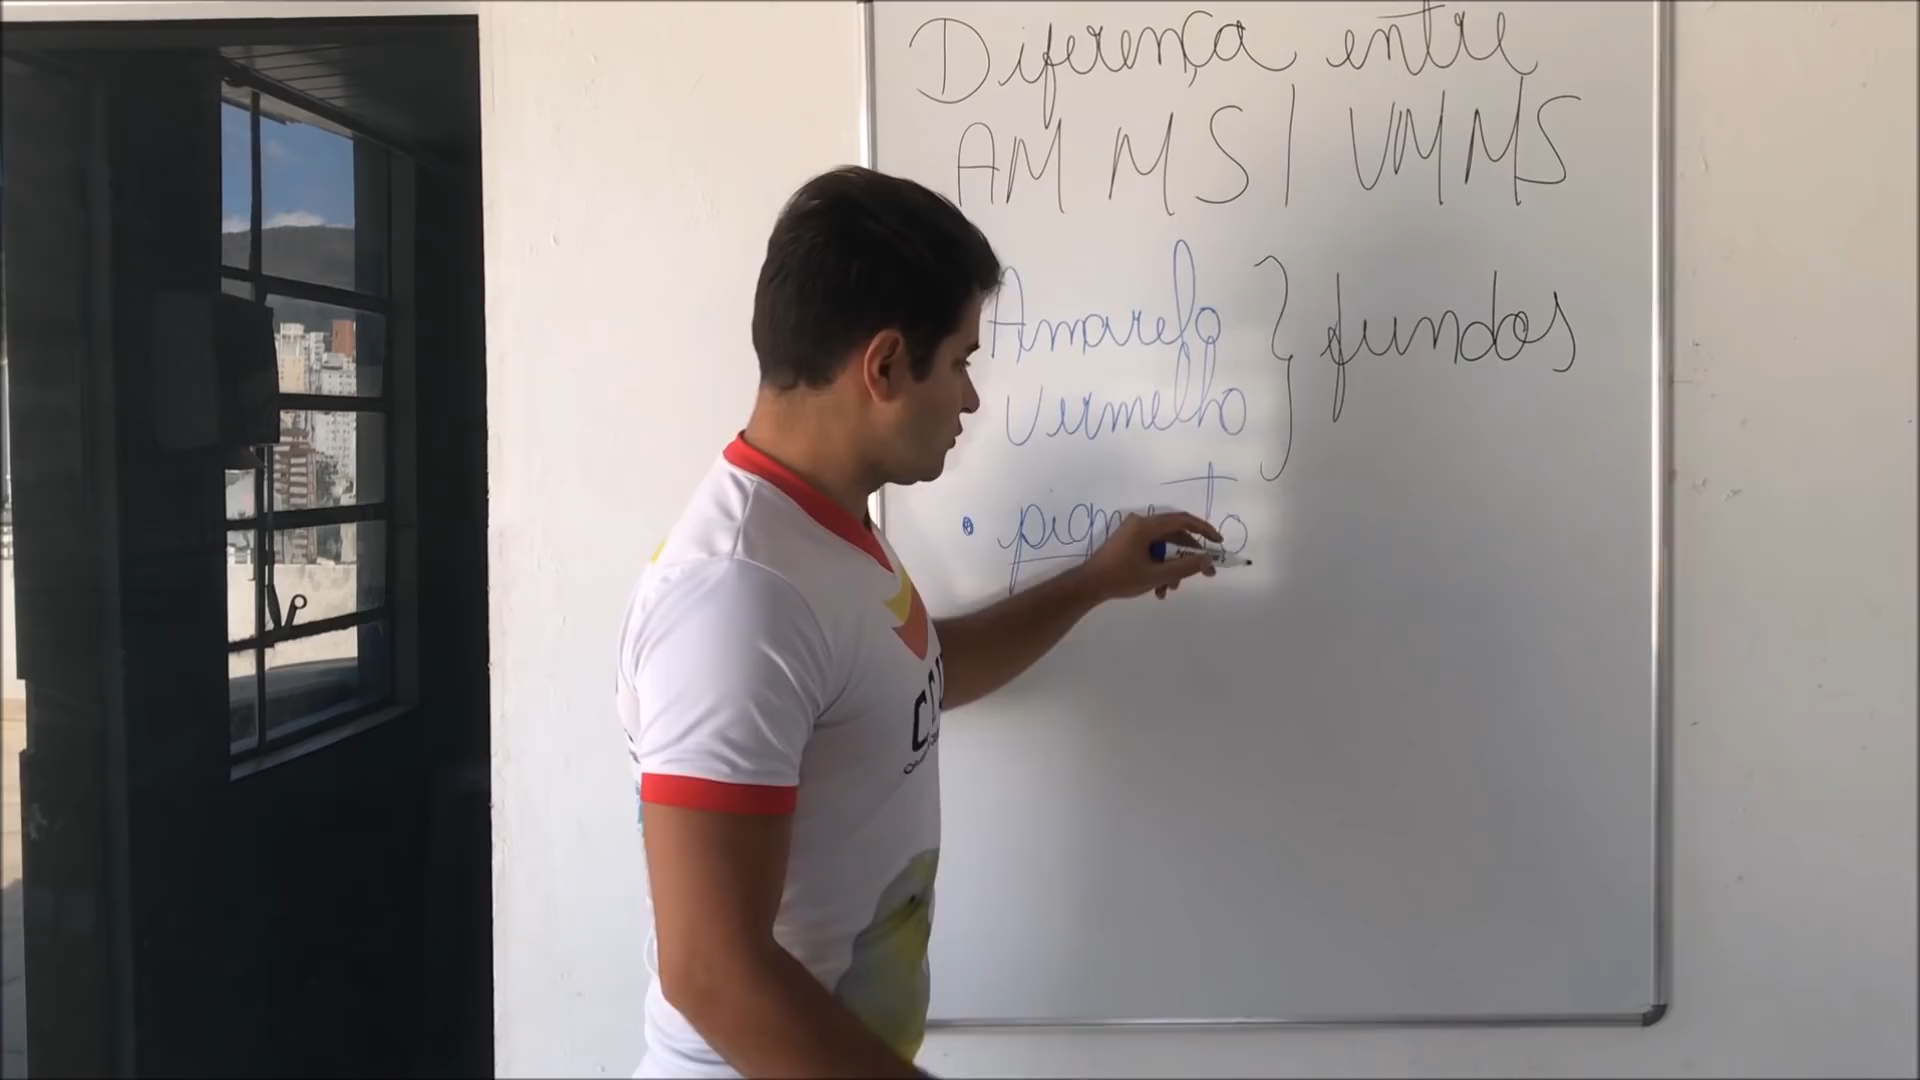 Diferença entre
AM MS / VM MS
Amarelo
Vermelho
} fundos
• pigmento